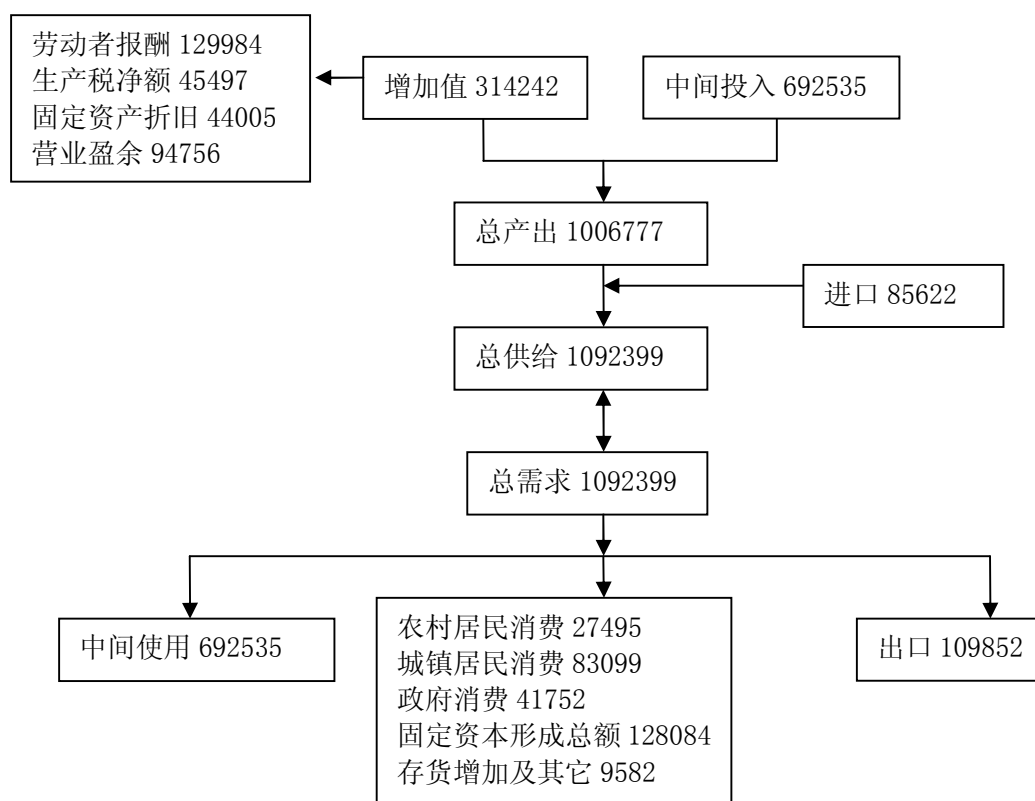 劳动者报酬 129984
生产税净额 45497
固定资产折旧 44005
营业盈余 94756
增加值 314242
中间投入 692535
总产出 1006777
进口 85622
总供给 1092399
总需求 1092399
中间使用 692535
农村居民消费 27495
城镇居民消费 83099
政府消费 41752
固定资本形成总额 128084
存货增加及其它 9582
出口 109852